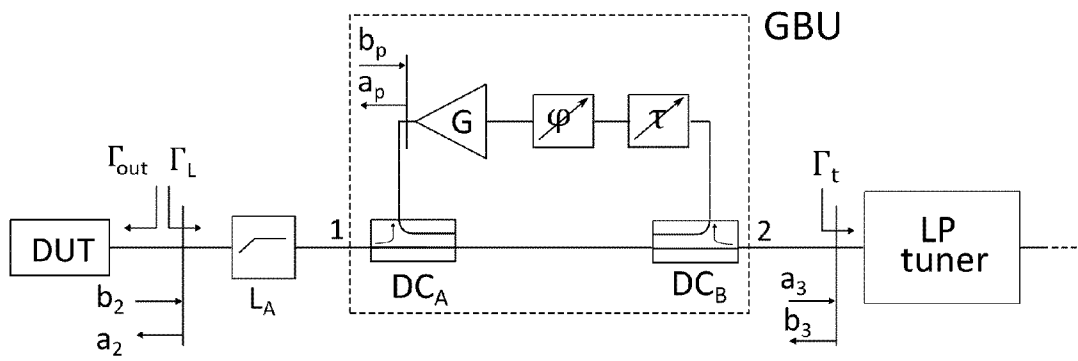 GBU
b_p
a_p
G
φ
τ
Γ_out
Γ_L
Γ_t
1
2
DUT
L_A
DC_A
DC_B
LP
tuner
b_2
a_2
a_3
b_3